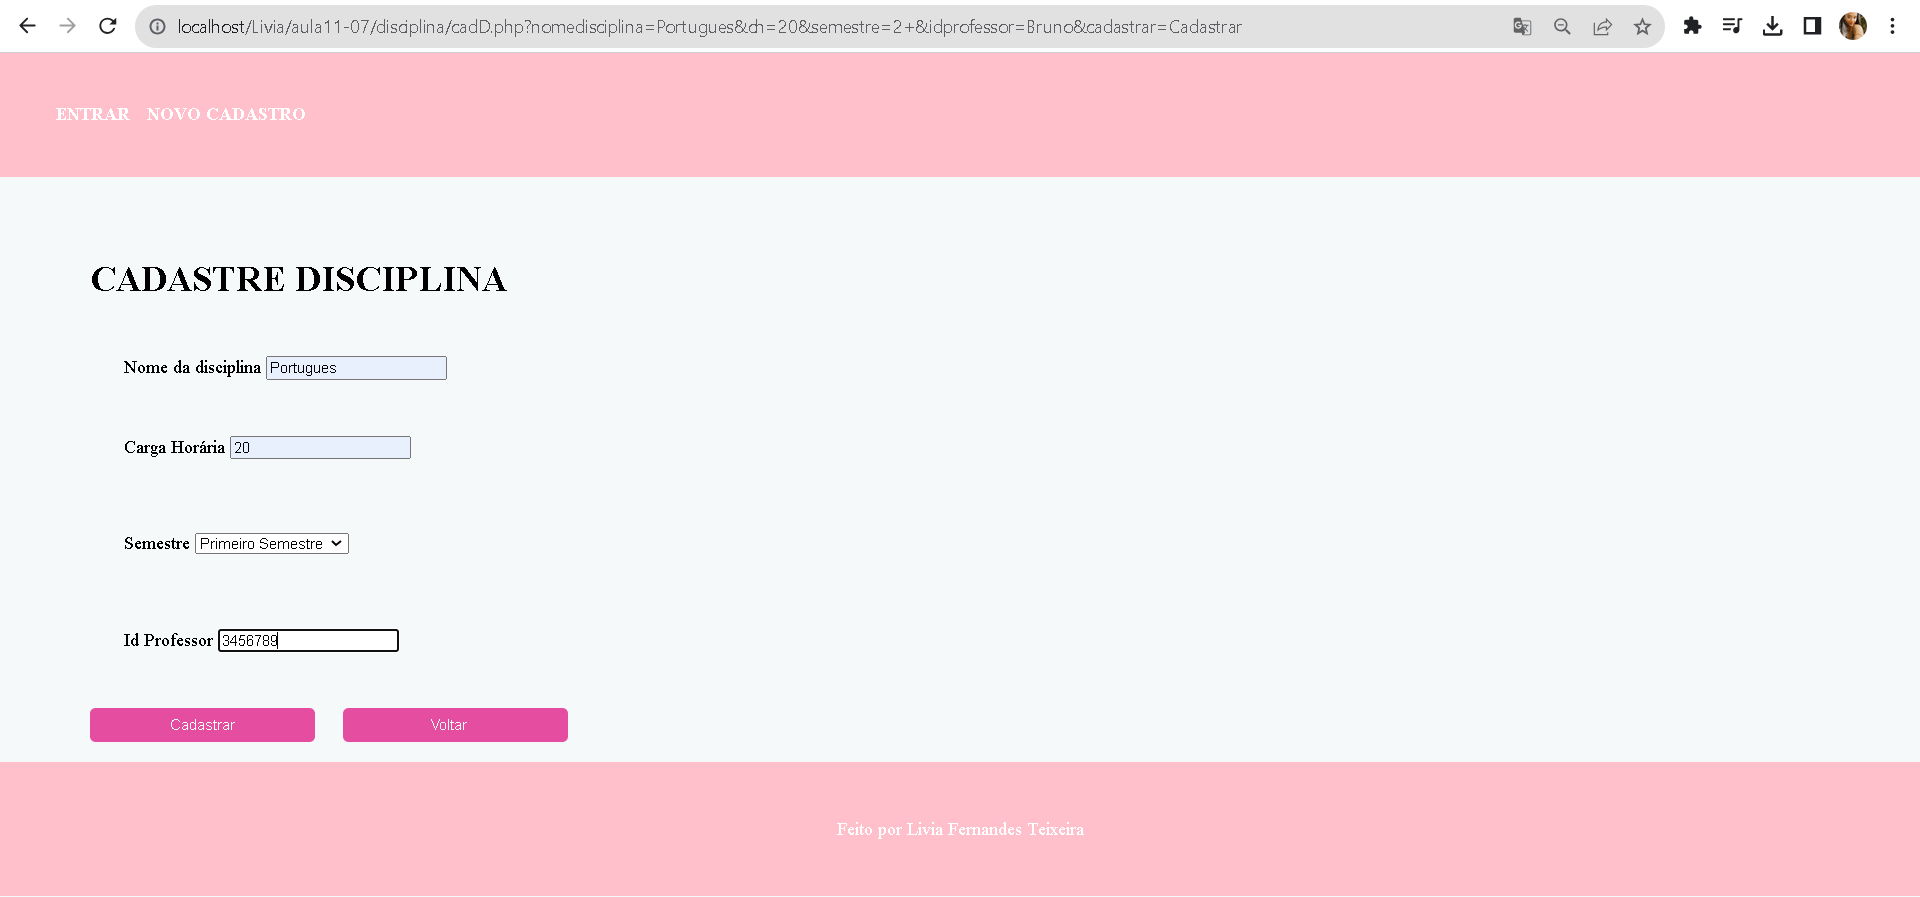 localhost/Livia/aula11-07/disciplina/cadD.php?nomedisciplina=Portugues&ch=20&semestre=2+&idprofessor=Bruno&cadastrar=Cadastrar
ENTRAR NOVO CADASTRO
CADASTRE DISCIPLINA
Nome da disciplina Portugues
Carga Horária 20
Semestre Primeiro Semestre
Id Professor 3456789
Cadastrar Voltar
Feito por Livia Fernandes Teixeira